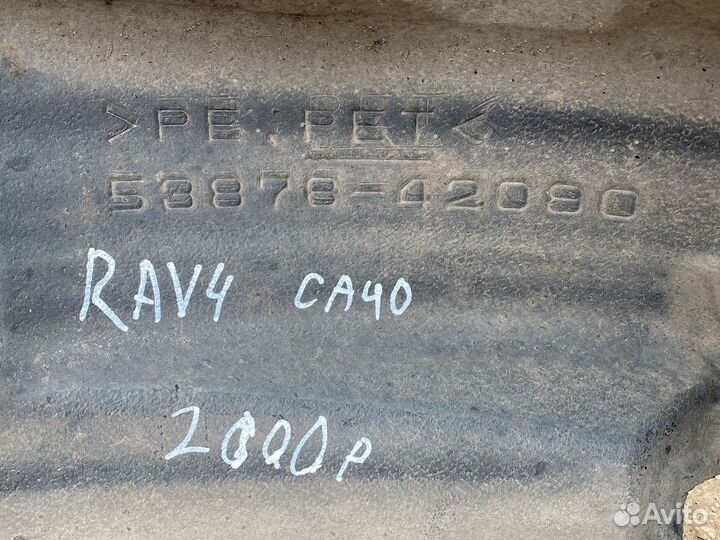 >PE.PET<
53878-42090
RAV4 CA40
2000р
Avito